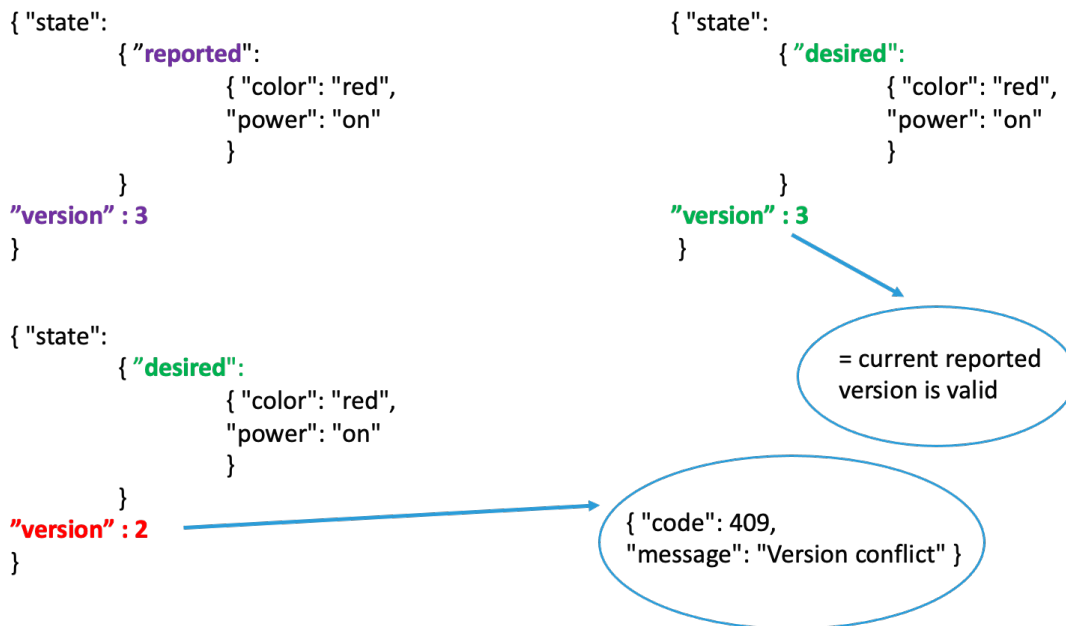 { "state":
{ ”reported":
{ "color": "red",
"power": "on"
}
}
”version” : 3
}
{ "state":
{ ”desired":
{ "color": "red",
"power": "on"
}
}
”version” : 3
}
= current reported
version is valid
{ "state":
{ ”desired":
{ "color": "red",
"power": "on"
}
}
”version” : 2
}
{ "code": 409,
"message": "Version conflict" }